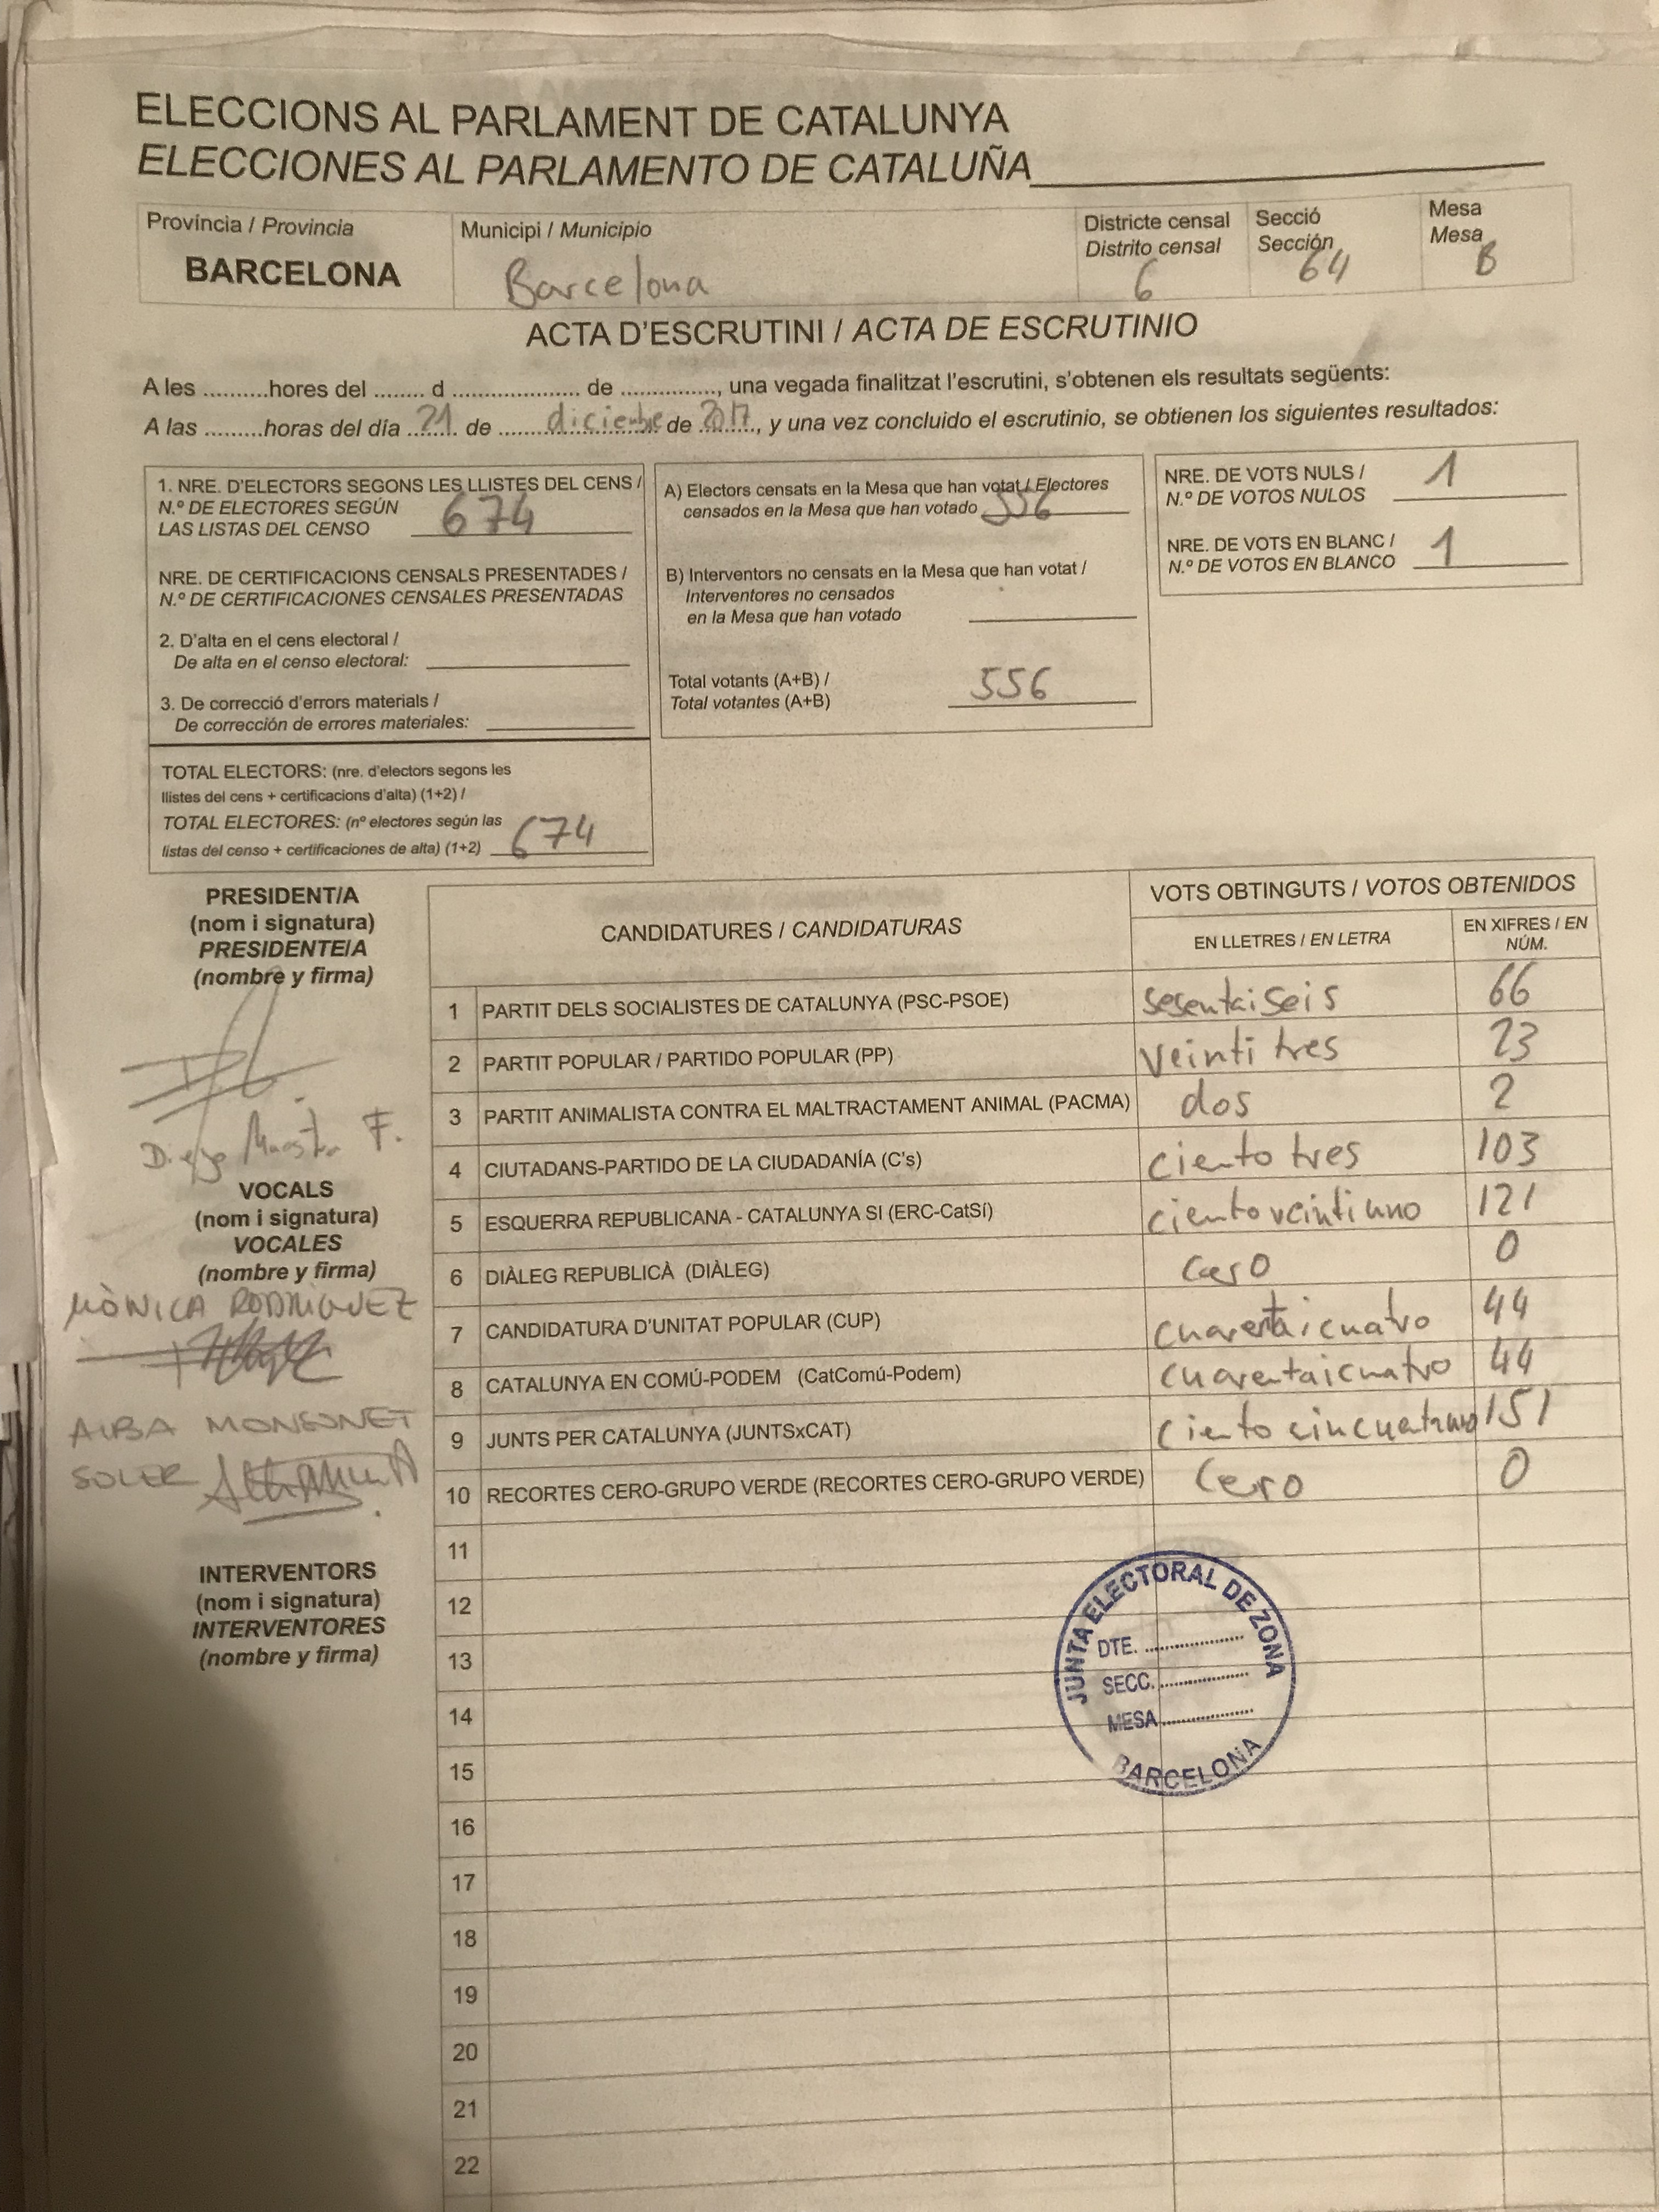 ELECCIONS AL PARLAMENT DE CATALUNYA
ELECCIONES AL PARLAMENTO DE CATALUÑA
Província / Provincia
BARCELONA
Municipi / Municipio
Barcelona
Districte censal
Distrito censal
6
Secció
Sección
64
Mesa
Mesa
B
ACTA D'ESCRUTINI / ACTA DE ESCRUTINIO
A les ..........hores del ........ d .................... de ..............., una vegada finalitzat l'escrutini, s'obtenen els resultats següents:
A las .........horas del día 21 de diciembre de 2017, y una vez concluido el escrutinio, se obtienen los siguientes resultados:
1. NRE. D'ELECTORS SEGONS LES LLISTES DEL CENS /
N.º DE ELECTORES SEGÚN
LAS LISTAS DEL CENSO 674
NRE. DE CERTIFICACIONS CENSALS PRESENTADES /
N.º DE CERTIFICACIONES CENSALES PRESENTADAS
2. D'alta en el cens electoral /
De alta en el censo electoral:
3. De correcció d'errors materials /
De corrección de errores materiales:
TOTAL ELECTORS: (nre. d'electors segons les
llistes del cens + certificacions d'alta) (1+2) /
TOTAL ELECTORES: (nº electores según las
listas del censo + certificaciones de alta) (1+2) 674
A) Electors censats en la Mesa que han votat / Electores
censados en la Mesa que han votado 556
B) Interventors no censats en la Mesa que han votat /
Interventores no censados
en la Mesa que han votado
Total votants (A+B) /
Total votantes (A+B) 556
NRE. DE VOTS NULS /
N.º DE VOTOS NULOS 1
NRE. DE VOTS EN BLANC /
N.º DE VOTOS EN BLANCO 1
PRESIDENT/A
(nom i signatura)
PRESIDENTE/A
(nombre y firma)
Diego F.
VOCALS
(nom i signatura)
VOCALES
(nombre y firma)
MÒNICA RODRÍGUEZ
ALBA MONGONET
SOLER
INTERVENTORS
(nom i signatura)
INTERVENTORES
(nombre y firma)
CANDIDATURES / CANDIDATURAS
VOTS OBTINGUTS / VOTOS OBTENIDOS
EN LLETRES / EN LETRA
EN XIFRES / EN
NÚM.
1 PARTIT DELS SOCIALISTES DE CATALUNYA (PSC-PSOE) sesentaiseis 66
2 PARTIT POPULAR / PARTIDO POPULAR (PP) veinti tres 23
3 PARTIT ANIMALISTA CONTRA EL MALTRACTAMENT ANIMAL (PACMA) dos 2
4 CIUTADANS-PARTIDO DE LA CIUDADANÍA (C's) ciento tres 103
5 ESQUERRA REPUBLICANA - CATALUNYA SI (ERC-CatSí) ciento veintiuno 121
6 DIÀLEG REPUBLICÀ (DIÀLEG) cero 0
7 CANDIDATURA D'UNITAT POPULAR (CUP) cuarentaicuatro 44
8 CATALUNYA EN COMÚ-PODEM (CatComú-Podem) cuarentaicuatro 44
9 JUNTS PER CATALUNYA (JUNTSxCAT) ciento cincuentauno 151
10 RECORTES CERO-GRUPO VERDE (RECORTES CERO-GRUPO VERDE) Cero 0
11
12
13
14
15
16
17
18
19
20
21
22
JUNTA ELECTORAL DE ZONA
DTE. ..................
SECC. ................
MESA ................
BARCELONA